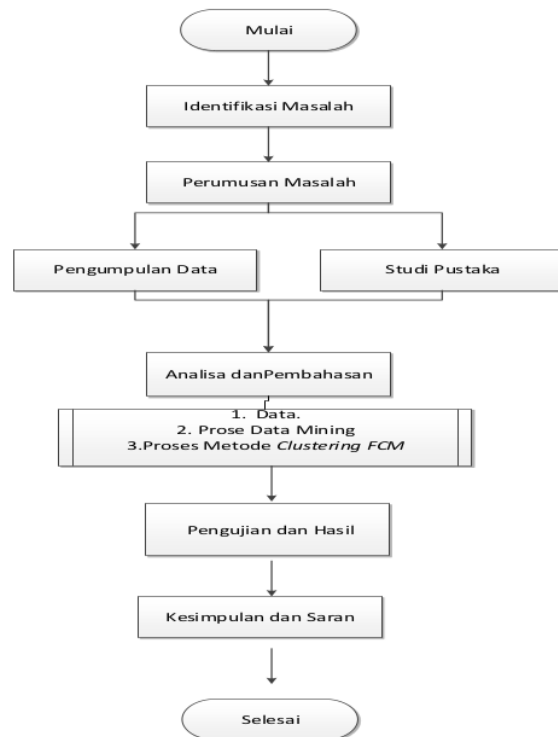 Mulai
Identifikasi Masalah
Perumusan Masalah
Pengumpulan Data
Studi Pustaka
Analisa danPembahasan
1. Data.
2. Prose Data Mining
3.Proses Metode Clustering FCM
Pengujian dan Hasil
Kesimpulan dan Saran
Selesai